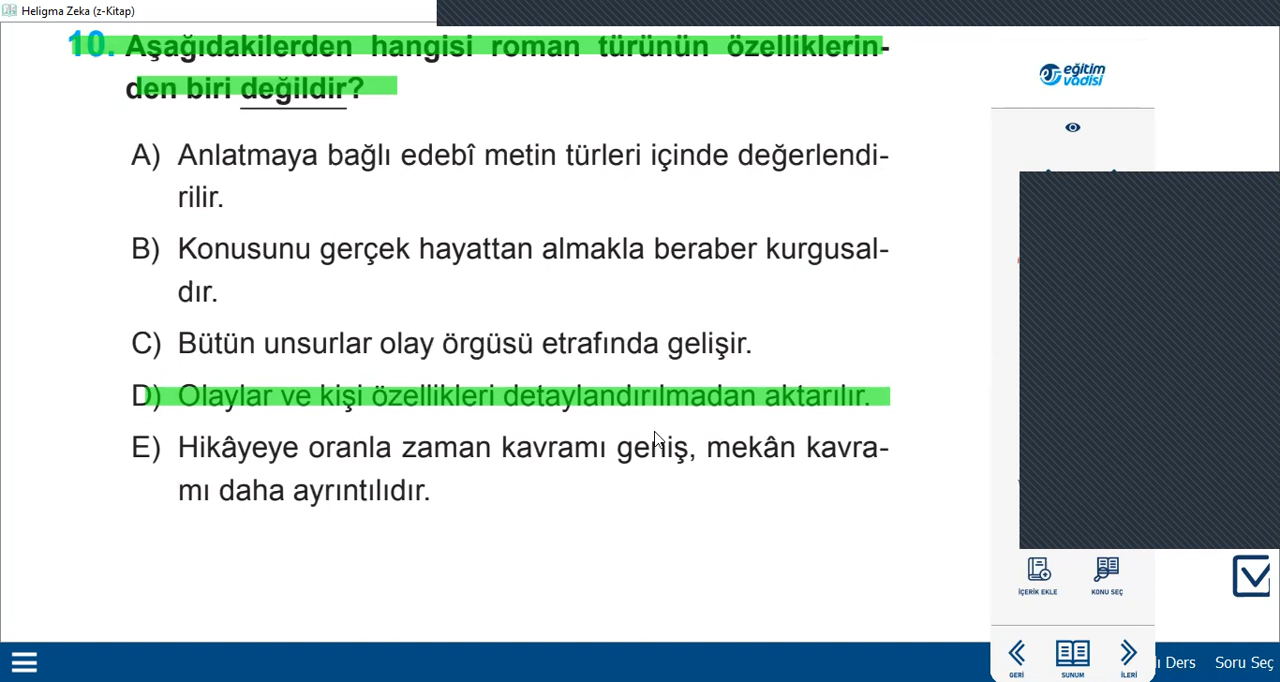 Heligma Zeka (z-Kitap)
10. Aşağıdakilerden hangisi roman türünün özelliklerin-
den biri değildir?
eğitim
vadisi
A) Anlatmaya bağlı edebî metin türleri içinde değerlendi-
rilir.
B) Konusunu gerçek hayattan almakla beraber kurgusal-
dır.
C) Bütün unsurlar olay örgüsü etrafında gelişir.
D) Olaylar ve kişi özellikleri detaylandırılmadan aktarılır.
E) Hikâyeye oranla zaman kavramı geniş, mekân kavra-
mı daha ayrıntılıdır.
İÇERİK EKLE KONU SEÇ
GERİ SUNUM İLERİ
Ders Soru Seç